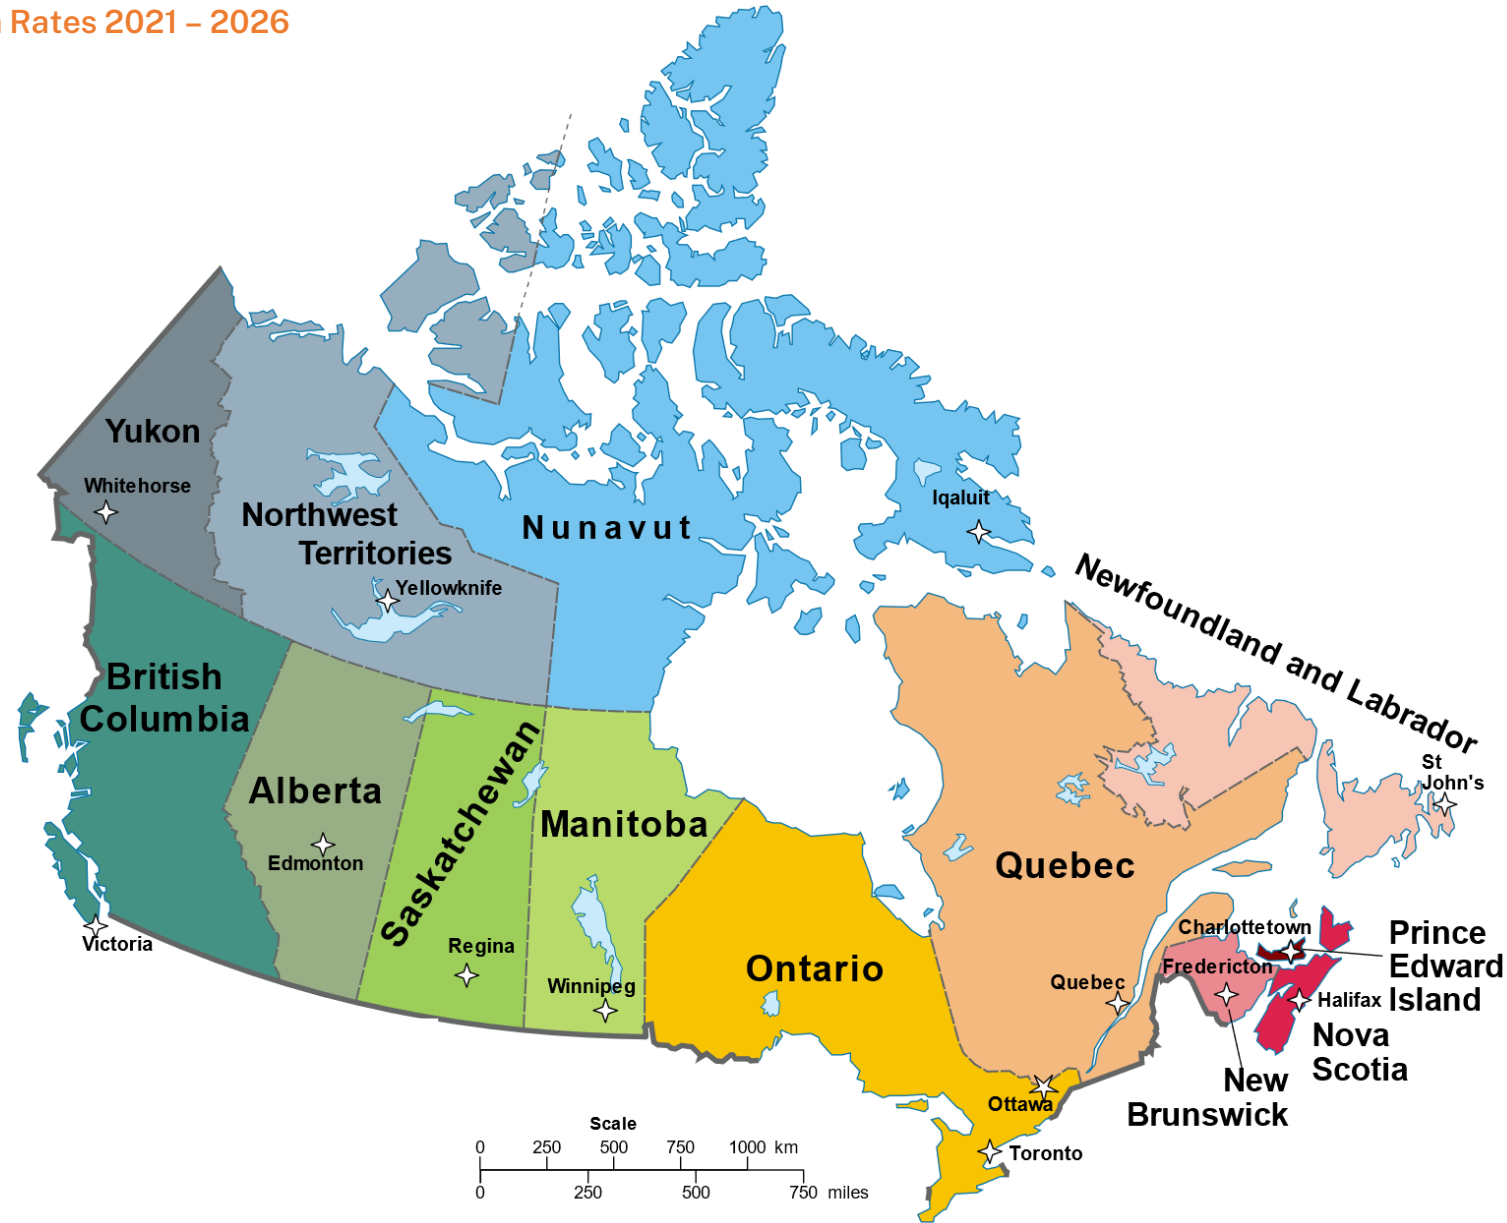 Rates 2021 – 2026
Yukon
Whitehorse
Northwest
Territories
Yellowknife
Nunavut
Iqaluit
Newfoundland and Labrador
St
John's
British
Columbia
Victoria
Alberta
Edmonton
Saskatchewan
Regina
Manitoba
Winnipeg
Ontario
Ottawa
Toronto
Quebec
Quebec
Charlottetown
Fredericton
Prince
Edward
Island
Halifax
Nova
Scotia
New
Brunswick
Scale
0 250 500 750 1000 km
0 250 500 750 miles